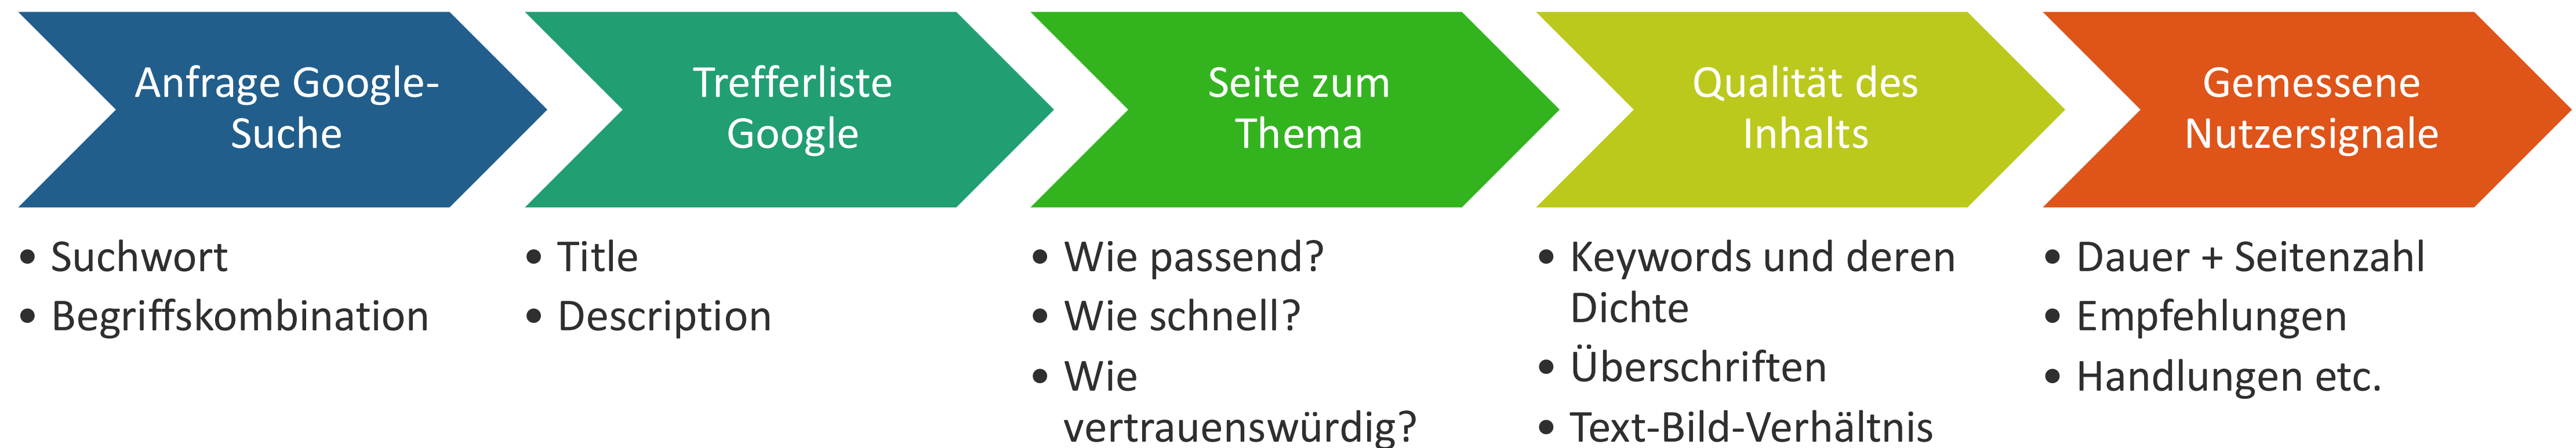 Anfrage Google-
Suche
• Suchwort
• Begriffskombination
Trefferliste
Google
• Title
• Description
Seite zum
Thema
• Wie passend?
• Wie schnell?
• Wie
vertrauenswürdig?
Qualität des
Inhalts
• Keywords und deren
Dichte
• Überschriften
• Text-Bild-Verhältnis
Gemessene
Nutzersignale
• Dauer + Seitenzahl
• Empfehlungen
• Handlungen etc.